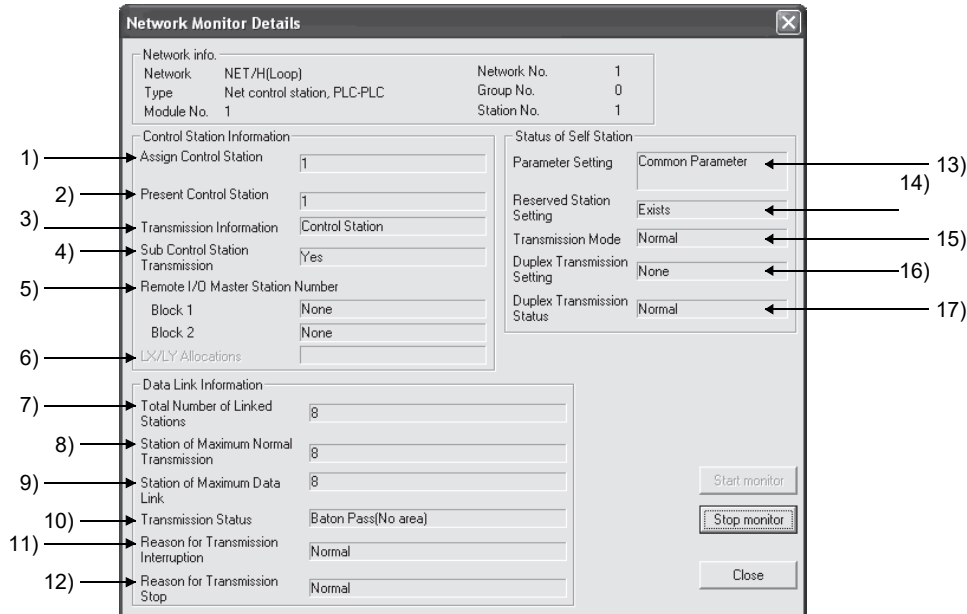 Network Monitor Details
Network info.
Network NET/H(Loop) Network No. 1
Type Net control station, PLC-PLC Group No. 0
Module No. 1 Station No. 1
Control Station Information
1) Assign Control Station 1
2) Present Control Station 1
3) Transmission Information Control Station
4) Sub Control Station
Transmission Yes
5) Remote I/O Master Station Number
Block 1 None
Block 2 None
6) LX/LY Allocations
Status of Self Station
Parameter Setting Common Parameter 13)
Reserved Station
Setting Exists 14)
Transmission Mode Normal 15)
Duplex Transmission
Setting None 16)
Duplex Transmission
Status Normal 17)
Data Link Information
7) Total Number of Linked
Stations 8
8) Station of Maximum Normal
Transmission 8
9) Station of Maximum Data
Link 8
10) Transmission Status Baton Pass(No area)
11) Reason for Transmission
Interruption Normal
12) Reason for Transmission
Stop Normal
Start monitor
Stop monitor
Close